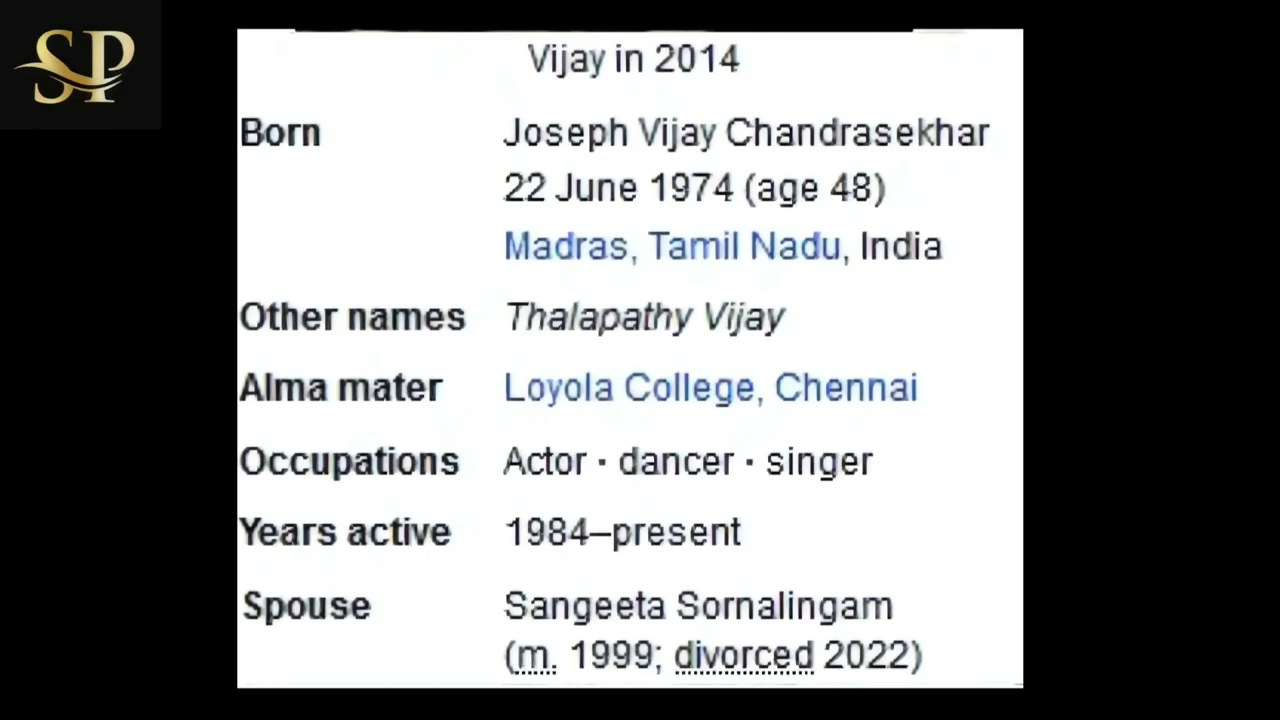 SP
Vijay in 2014
Born Joseph Vijay Chandrasekhar
22 June 1974 (age 48)
Madras, Tamil Nadu, India
Other names Thalapathy Vijay
Alma mater Loyola College, Chennai
Occupations Actor · dancer · singer
Years active 1984–present
Spouse Sangeeta Sornalingam
(m. 1999; divorced 2022)